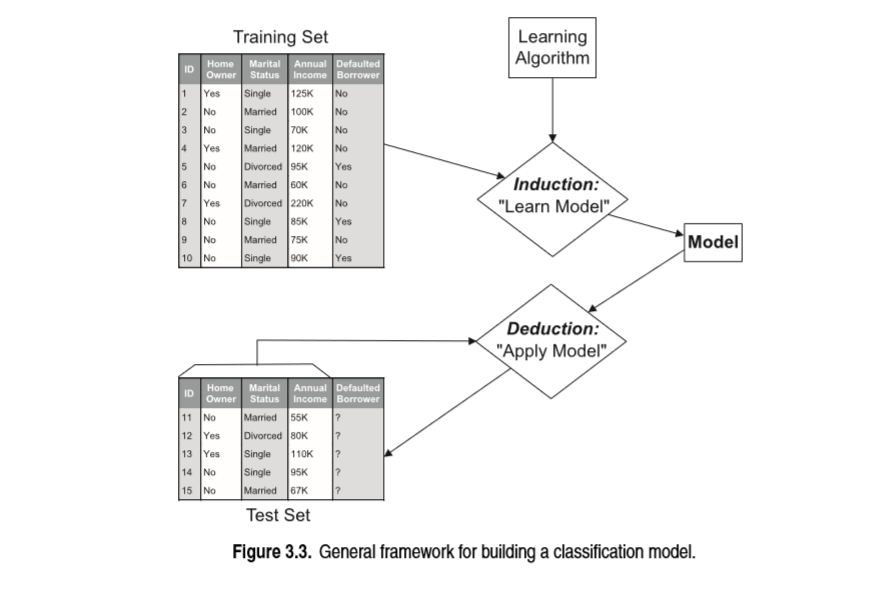 Training Set
ID Home Owner Marital Status Annual Income Defaulted Borrower
1 Yes Single 125K No
2 No Married 100K No
3 No Single 70K No
4 Yes Married 120K No
5 No Divorced 95K Yes
6 No Married 60K No
7 Yes Divorced 220K No
8 No Single 85K Yes
9 No Married 75K No
10 No Single 90K Yes
Learning
Algorithm
Induction:
"Learn Model"
Model
Deduction:
"Apply Model"
ID Home Owner Marital Status Annual Income Defaulted Borrower
11 No Married 55K ?
12 Yes Divorced 80K ?
13 Yes Single 110K ?
14 No Single 95K ?
15 No Married 67K ?
Test Set
Figure 3.3. General framework for building a classification model.